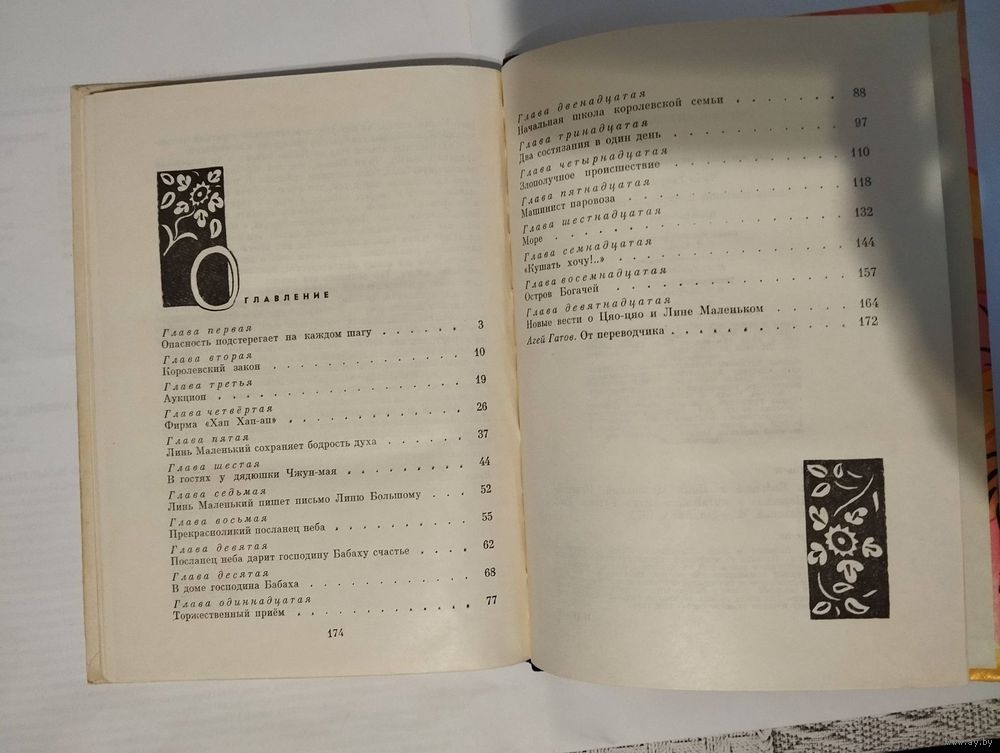 ОГЛАВЛЕНИЕ
Глава первая
Опасность подстерегает на каждом шагу . . . . . . 3
Глава вторая
Королевский закон . . . . . . . . . . . . 10
Глава третья
Аукцион . . . . . . . . . . . . . . . 19
Глава четвёртая
Фирма «Хап Хап-ап» . . . . . . . . . . . 26
Глава пятая
Линь Маленький сохраняет бодрость духа . . . . . . 37
Глава шестая
В гостях у дядюшки Чжун-мая . . . . . . . . 44
Глава седьмая
Линь Маленький пишет письмо Линю Большому . . . 52
Глава восьмая
Прекрасноликий посланец неба . . . . . . . . 55
Глава девятая
Посланец неба дарит господину Бабаху счастье . . . . 62
Глава десятая
В доме господина Бабаха . . . . . . . . . . 68
Глава одиннадцатая
Торжественный приём . . . . . . . . . . . 77
174
Глава двенадцатая
Начальная школа королевской семьи . . . . . . 88
Глава тринадцатая
Два состязания в один день . . . . . . . . . 97
Глава четырнадцатая
Злополучное происшествие . . . . . . . . . 110
Глава пятнадцатая
Машинист паровоза . . . . . . . . . . . 118
Глава шестнадцатая
Море . . . . . . . . . . . . . . . . 132
Глава семнадцатая
«Кушать хочу!..» . . . . . . . . . . . . 144
Глава восемнадцатая
Остров Богачей . . . . . . . . . . . . . 157
Глава девятнадцатая
Новые вести о Цяо-цяо и Лине Маленьком . . . . 164
Агей Гатов. От переводчика . . . . . . . . . 172
www.ay.by